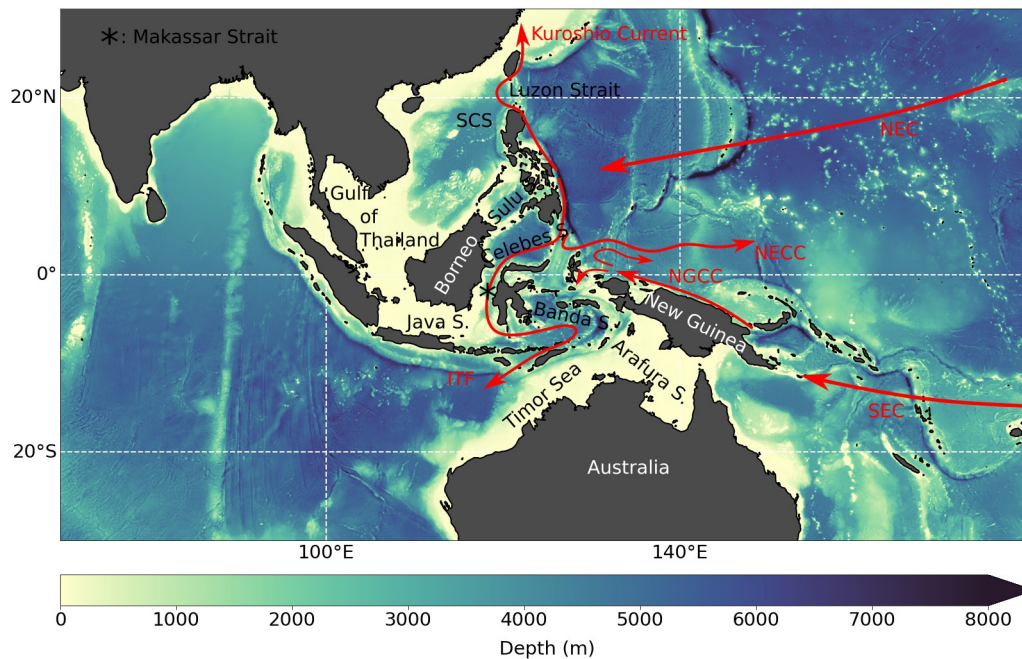 *: Makassar Strait
Kuroshio Current
20°N
Luzon Strait
SCS
NEC
Gulf
of
Thailand
Sulu
Celebes S.
Borneo
NECC
0°
NGCC
New Guinea
Java S.
Banda S.
Arafura S.
ITF
Timor Sea
SEC
20°S
Australia
100°E
140°E
0
1000
2000
3000
4000
5000
6000
7000
8000
Depth (m)